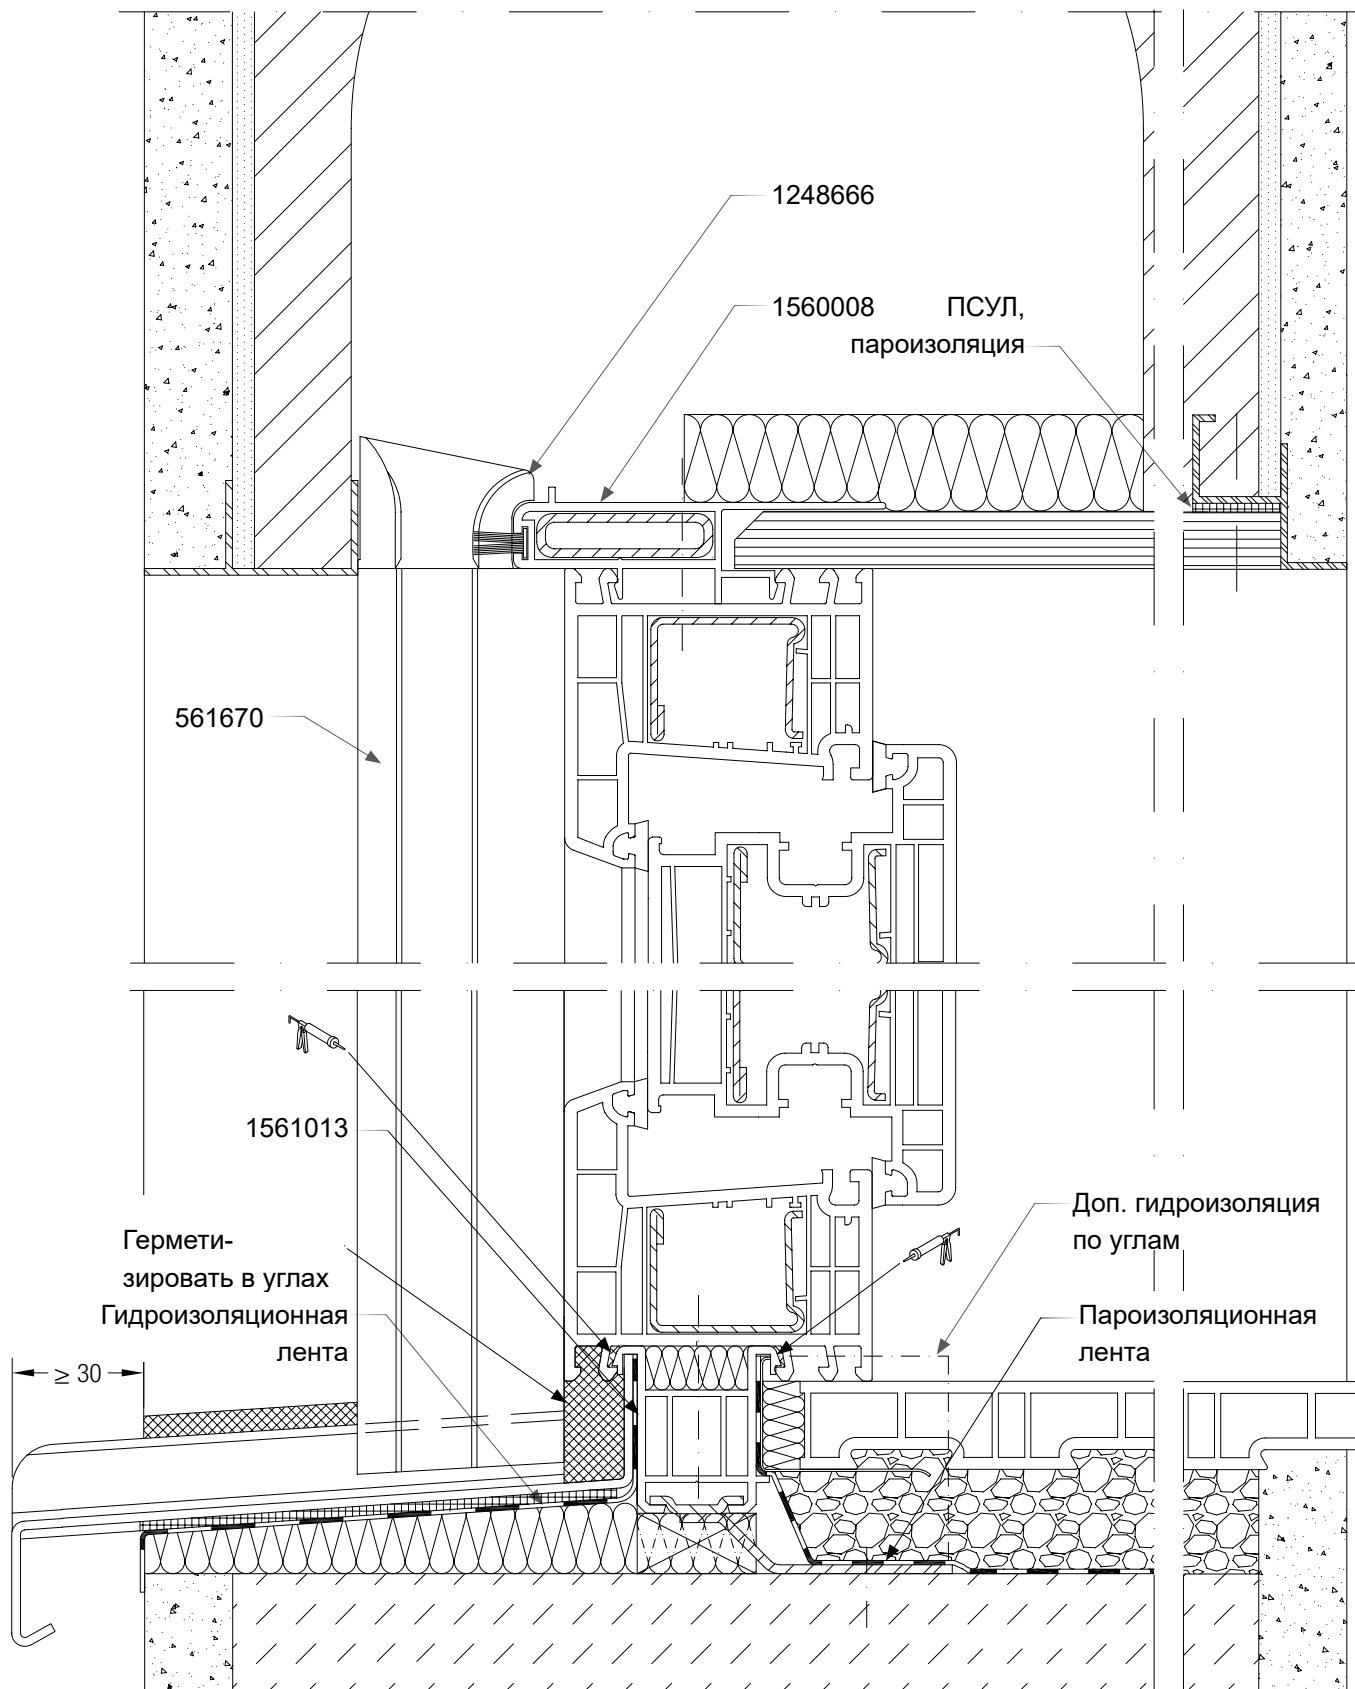 1248666
1560008
ПСУЛ,
пароизоляция
561670
1561013
Гермети-
зировать в углах
Гидроизоляционная
лента
≥ 30
Доп. гидроизоляция
по углам
Пароизоляционная
лента